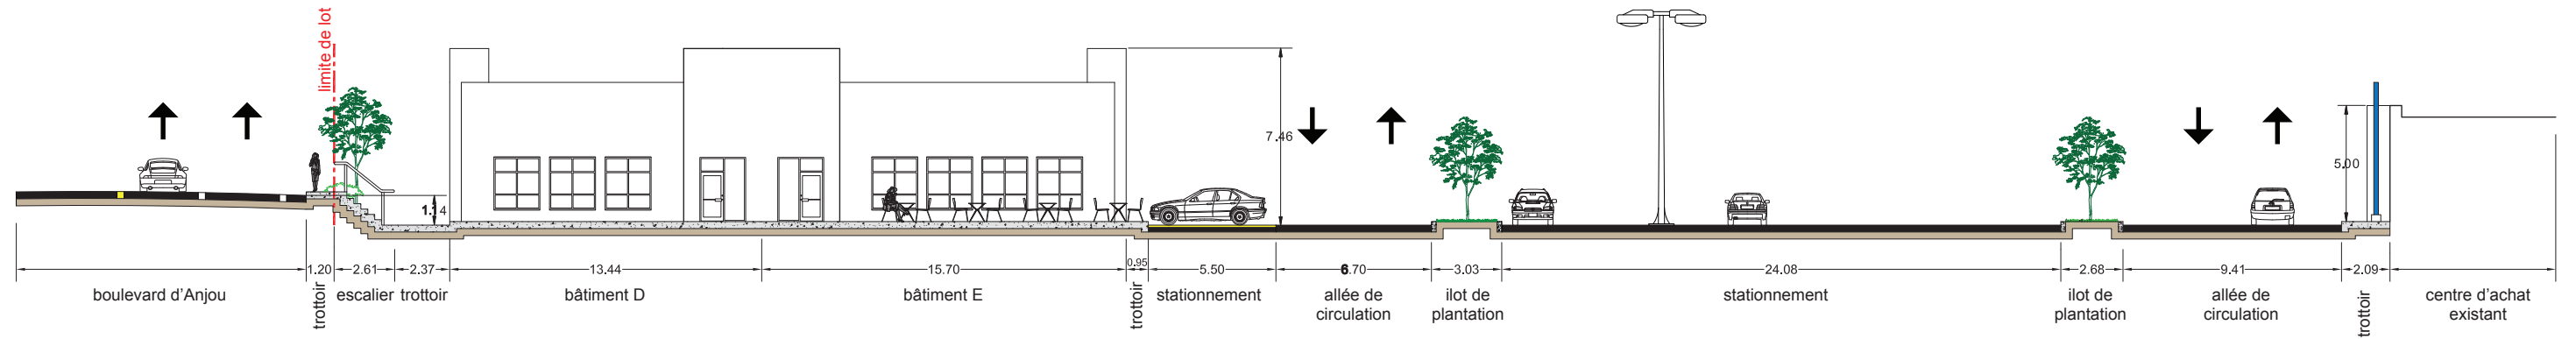 limite de lot
7.46
5.00
1.14
1.20
2.61
2.37
13.44
15.70
0.95
5.50
6.70
3.03
24.08
2.68
9.41
2.09
boulevard d'Anjou
trottoir
escalier
trottoir
bâtiment D
bâtiment E
trottoir
stationnement
allée de
circulation
ilot de
plantation
stationnement
ilot de
plantation
allée de
circulation
trottoir
centre d'achat
existant